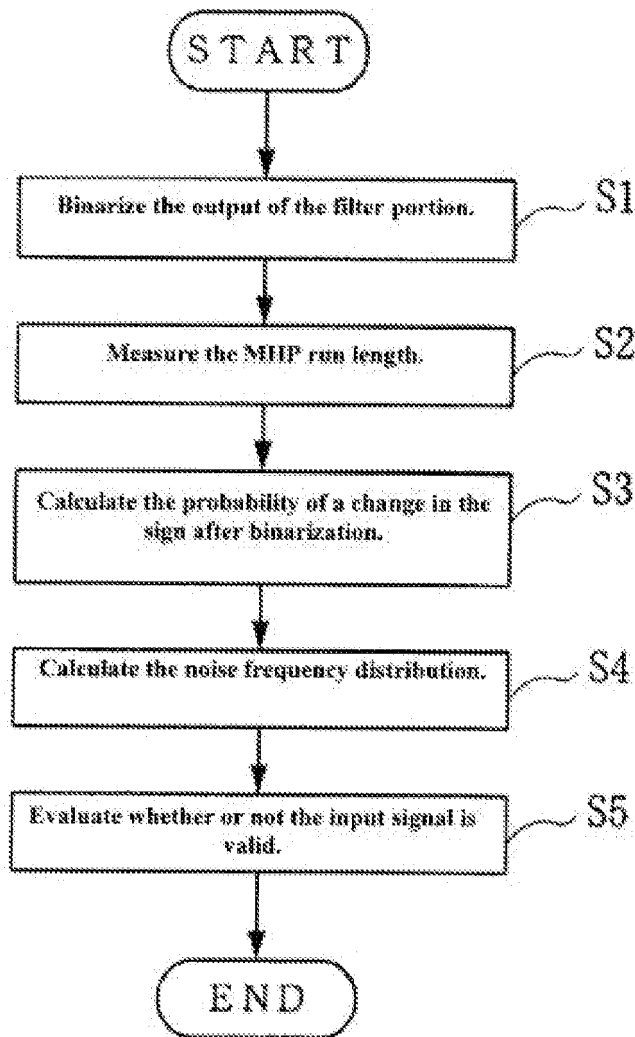 START
Binarize the output of the filter portion.
S1
Measure the MHP run length.
S2
Calculate the probability of a change in the
sign after binarization.
S3
Calculate the noise frequency distribution.
S4
Evaluate whether or not the input signal is
valid.
S5
END